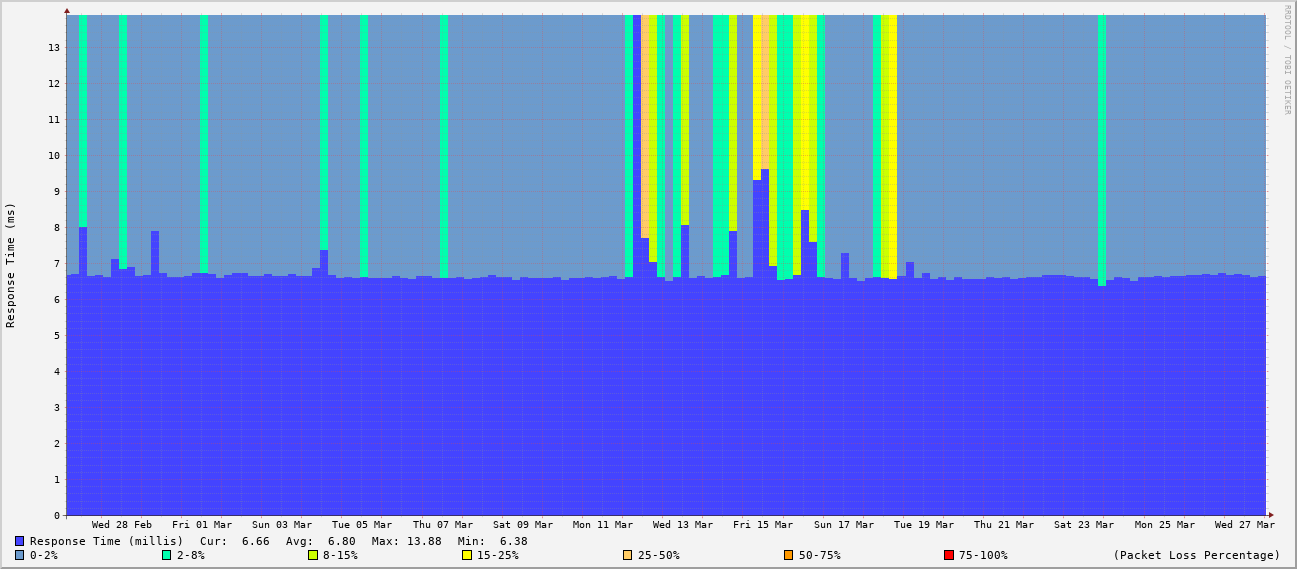 RRDTOOL / TOBI OETIKER
Response Time (ms)
13
12
11
10
9
8
7
6
5
4
3
2
1
0
Wed 28 Feb Fri 01 Mar Sun 03 Mar Tue 05 Mar Thu 07 Mar Sat 09 Mar Mon 11 Mar Wed 13 Mar Fri 15 Mar Sun 17 Mar Tue 19 Mar Thu 21 Mar Sat 23 Mar Mon 25 Mar Wed 27 Mar
Response Time (millis) Cur: 6.66 Avg: 6.80 Max: 13.88 Min: 6.38
0-2% 2-8% 8-15% 15-25% 25-50% 50-75% 75-100% (Packet Loss Percentage)